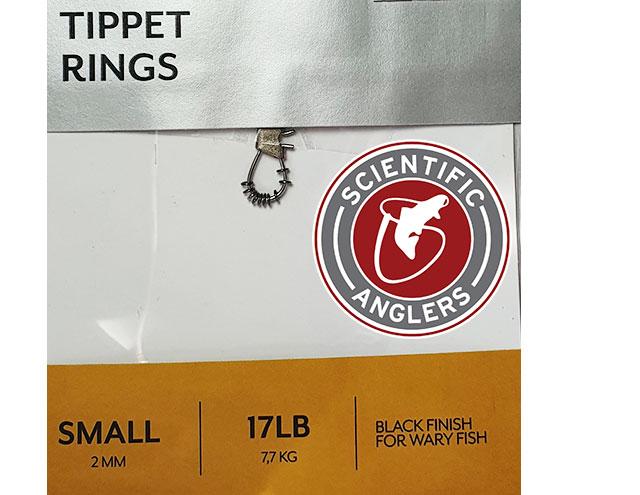 TIPPET
RINGS
SCIENTIFIC
ANGLERS
SMALL
2 MM
17LB
7,7 KG
BLACK FINISH
FOR WARY FISH